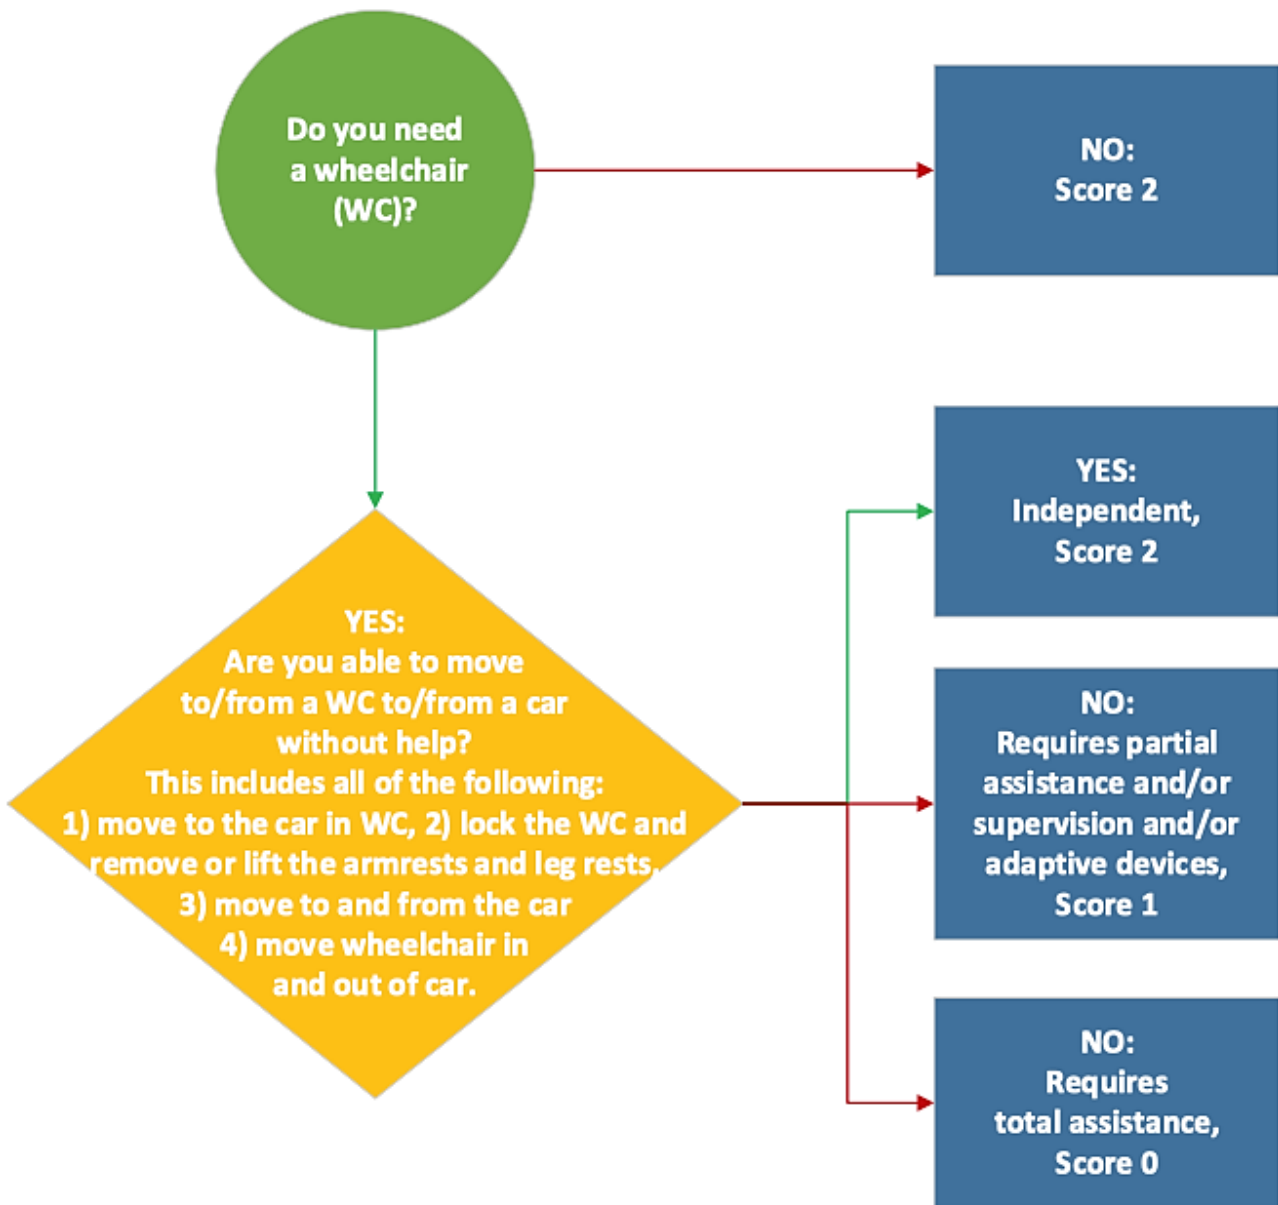 Do you need
a wheelchair
(WC)?
NO:
Score 2
YES:
Are you able to move
to/from a WC to/from a car
without help?
This includes all of the following:
1) move to the car in WC, 2) lock the WC and
remove or lift the armrests and leg rests,
3) move to and from the car
4) move wheelchair in
and out of car.
YES:
Independent,
Score 2
NO:
Requires partial
assistance and/or
supervision and/or
adaptive devices,
Score 1
NO:
Requires
total assistance,
Score 0